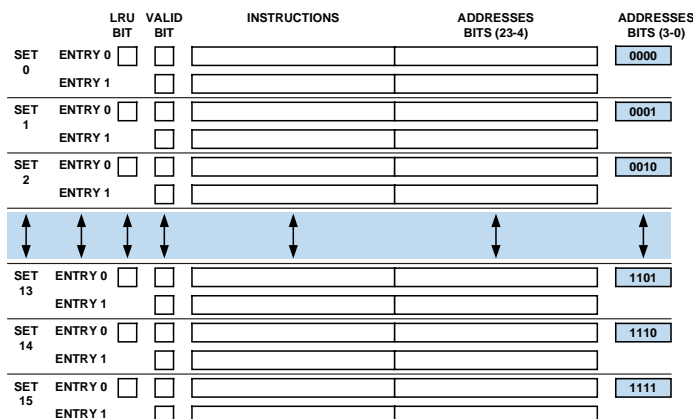 LRU BIT VALID BIT INSTRUCTIONS ADDRESSES BITS (23-4) ADDRESSES BITS (3-0)
SET 0 ENTRY 0 0000
ENTRY 1
SET 1 ENTRY 0 0001
ENTRY 1
SET 2 ENTRY 0 0010
ENTRY 1
SET 13 ENTRY 0 1101
ENTRY 1
SET 14 ENTRY 0 1110
ENTRY 1
SET 15 ENTRY 0 1111
ENTRY 1